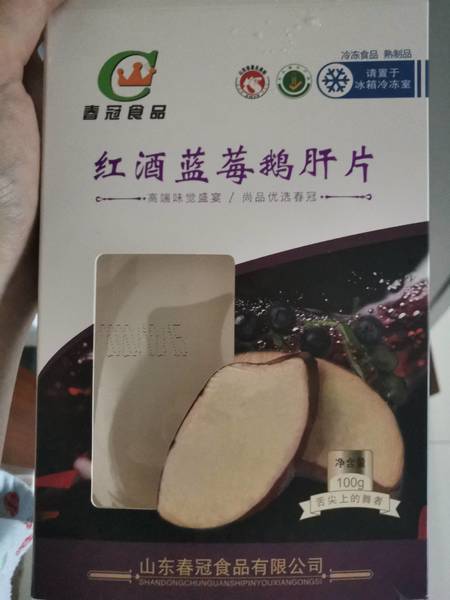 冷冻食品 熟制品
请置于
冰箱冷冻室
春冠食品
红酒蓝莓鹅肝片
高端味觉盛宴 / 尚品优选春冠
净含量
100g
舌尖上的舞者
山东春冠食品有限公司
SHANDONGCHUNGUANSHIPINYOUXIANGONGSI